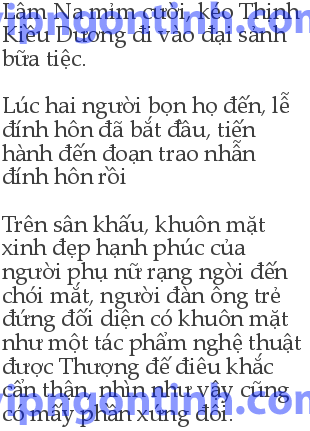 Lâm Na mỉm cười, kéo Thịnh
Kiều Dương đi vào đại sảnh
bữa tiệc.
Lúc hai người bọn họ đến, lễ
đính hôn đã bắt đầu, tiến
hành đến đoạn trao nhẫn
đính hôn rồi
Trên sân khấu, khuôn mặt
xinh đẹp hạnh phúc của
người phụ nữ rạng ngời đến
chói mắt, người đàn ông trẻ
đứng đối diện có khuôn mặt
như một tác phẩm nghệ thuật
được Thượng đế điêu khắc
cẩn thận, nhìn như vậy cũng
có mấy phần xứng đôi.
vipngontinh.com
vipngontinh.com